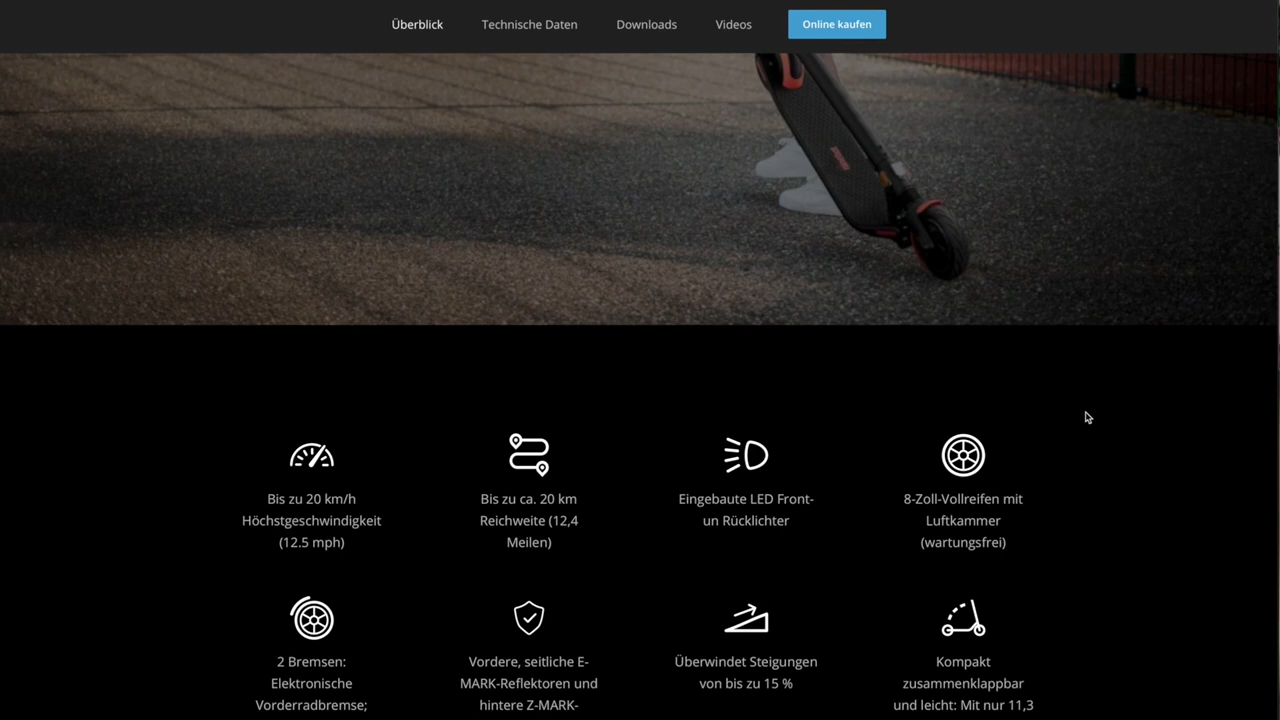 Überblick
Technische Daten
Downloads
Videos
Online kaufen
Bis zu 20 km/h
Höchstgeschwindigkeit
(12.5 mph)
Bis zu ca. 20 km
Reichweite (12,4
Meilen)
Eingebaute LED Front-
un Rücklichter
8-Zoll-Vollreifen mit
Luftkammer
(wartungsfrei)
2 Bremsen:
Elektronische
Vorderradbremse;
Vordere, seitliche E-
MARK-Reflektoren und
hintere Z-MARK-
Überwindet Steigungen
von bis zu 15 %
Kompakt
zusammenklappbar
und leicht: Mit nur 11,3